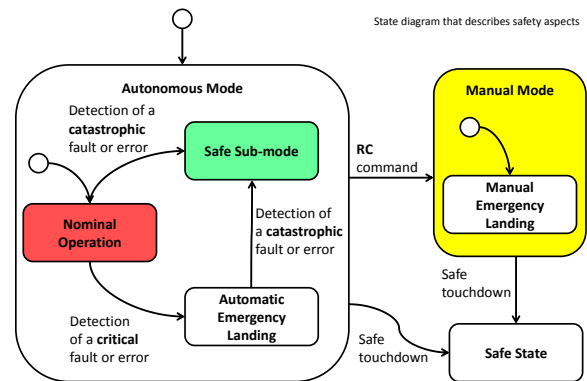 State diagram that describes safety aspects
Autonomous Mode
Detection of a
catastrophic
fault or error
Safe Sub-mode
Nominal
Operation
Detection of
a catastrophic
fault or error
Automatic
Emergency
Landing
Detection
of a critical
fault or error
RC
command
Manual Mode
Manual
Emergency
Landing
Safe
touchdown
Safe
touchdown
Safe State